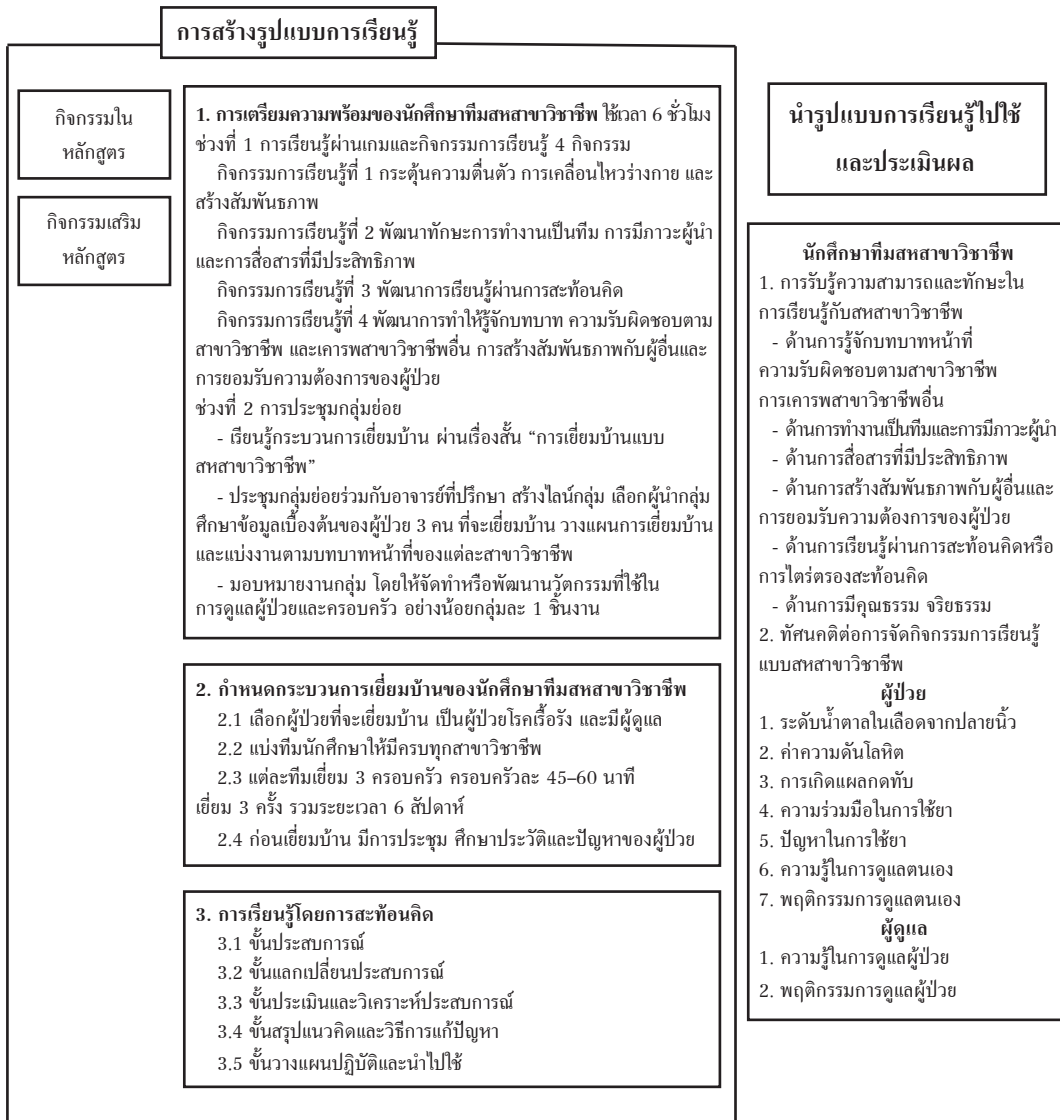 การสร้างรูปแบบการเรียนรู้
กิจกรรมใน
หลักสูตร
กิจกรรมเสริม
หลักสูตร
1. การเตรียมความพร้อมของนักศึกษาทีมสหสาขาวิชาชีพ ใช้เวลา 6 ชั่วโมง
ช่วงที่ 1 การเรียนรู้ผ่านเกมและกิจกรรมการเรียนรู้ 4 กิจกรรม
กิจกรรมการเรียนรู้ที่ 1 กระตุ้นความตื่นตัว การเคลื่อนไหวร่างกาย และ
สร้างสัมพันธภาพ
กิจกรรมการเรียนรู้ที่ 2 พัฒนาทักษะการทำงานเป็นทีม การมีภาวะผู้นำ
และการสื่อสารที่มีประสิทธิภาพ
กิจกรรมการเรียนรู้ที่ 3 พัฒนาการเรียนรู้ผ่านการสะท้อนคิด
กิจกรรมการเรียนรู้ที่ 4 พัฒนาการทำให้รู้จักบทบาท ความรับผิดชอบตาม
สาขาวิชาชีพ และเคารพสาขาวิชาชีพอื่น การสร้างสัมพันธภาพกับผู้อื่นและ
การยอมรับความต้องการของผู้ป่วย
ช่วงที่ 2 การประชุมกลุ่มย่อย
- เรียนรู้กระบวนการเยี่ยมบ้าน ผ่านเรื่องสั้น “การเยี่ยมบ้านแบบ
สหสาขาวิชาชีพ”
- ประชุมกลุ่มย่อยร่วมกับอาจารย์ที่ปรึกษา สร้างไลน์กลุ่ม เลือกผู้นำกลุ่ม
ศึกษาข้อมูลเบื้องต้นของผู้ป่วย 3 คน ที่จะเยี่ยมบ้าน วางแผนการเยี่ยมบ้าน
และแบ่งงานตามบทบาทหน้าที่ของแต่ละสาขาวิชาชีพ
- มอบหมายงานกลุ่ม โดยให้จัดทำหรือพัฒนานวัตกรรมที่ใช้ใน
การดูแลผู้ป่วยและครอบครัว อย่างน้อยกลุ่มละ 1 ชิ้นงาน
2. กำหนดกระบวนการเยี่ยมบ้านของนักศึกษาทีมสหสาขาวิชาชีพ
2.1 เลือกผู้ป่วยที่จะเยี่ยมบ้าน เป็นผู้ป่วยโรคเรื้อรัง และมีผู้ดูแล
2.2 แบ่งทีมนักศึกษาให้มีครบทุกสาขาวิชาชีพ
2.3 แต่ละทีมเยี่ยม 3 ครอบครัว ครอบครัวละ 45–60 นาที
เยี่ยม 3 ครั้ง รวมระยะเวลา 6 สัปดาห์
2.4 ก่อนเยี่ยมบ้าน มีการประชุม ศึกษาประวัติและปัญหาของผู้ป่วย
3. การเรียนรู้โดยการสะท้อนคิด
3.1 ขั้นประสบการณ์
3.2 ขั้นแลกเปลี่ยนประสบการณ์
3.3 ขั้นประเมินและวิเคราะห์ประสบการณ์
3.4 ขั้นสรุปแนวคิดและวิธีการแก้ปัญหา
3.5 ขั้นวางแผนปฏิบัติและนำไปใช้
นำรูปแบบการเรียนรู้ไปใช้
และประเมินผล
นักศึกษาทีมสหสาขาวิชาชีพ
1. การรับรู้ความสามารถและทักษะใน
การเรียนรู้กับสหสาขาวิชาชีพ
- ด้านการรู้จักบทบาทหน้าที่
ความรับผิดชอบตามสาขาวิชาชีพ
การเคารพสาขาวิชาชีพอื่น
- ด้านการทำงานเป็นทีมและการมีภาวะผู้นำ
- ด้านการสื่อสารที่มีประสิทธิภาพ
- ด้านการสร้างสัมพันธภาพกับผู้อื่นและ
การยอมรับความต้องการของผู้ป่วย
- ด้านการเรียนรู้ผ่านการสะท้อนคิดหรือ
การไตร่ตรองสะท้อนคิด
- ด้านการมีคุณธรรม จริยธรรม
2. ทัศนคติต่อการจัดกิจกรรมการเรียนรู้
แบบสหสาขาวิชาชีพ
ผู้ป่วย
1. ระดับน้ำตาลในเลือดจากปลายนิ้ว
2. ค่าความดันโลหิต
3. การเกิดแผลกดทับ
4. ความร่วมมือในการใช้ยา
5. ปัญหาในการใช้ยา
6. ความรู้ในการดูแลตนเอง
7. พฤติกรรมการดูแลตนเอง
ผู้ดูแล
1. ความรู้ในการดูแลผู้ป่วย
2. พฤติกรรมการดูแลผู้ป่วย